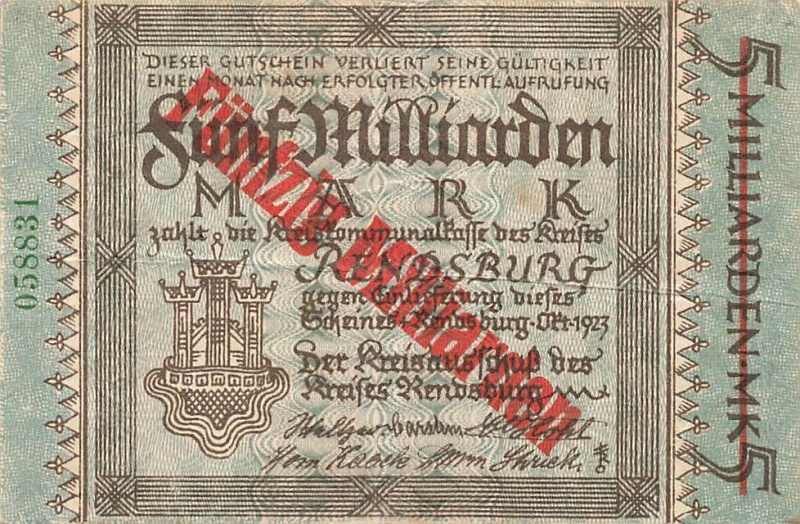 DIESER GUTSCHEIN VERLIERT SEINE GÜLTIGKEIT
EINEN MONAT NACH ERFOLGTER ÖFFENTL. AUFRUFUNG
Fünf Milliarden
MARK
zahlt die Kreiskommunalkasse des Kreises
RENDSBURG
gegen Einlieferung dieses
Scheines · Rendsburg · Okt. 1923
Der Kreisausschuß des
Kreises Rendsburg
Fünfzig Milliarden
058831
5 MILLIARDEN · MK 5